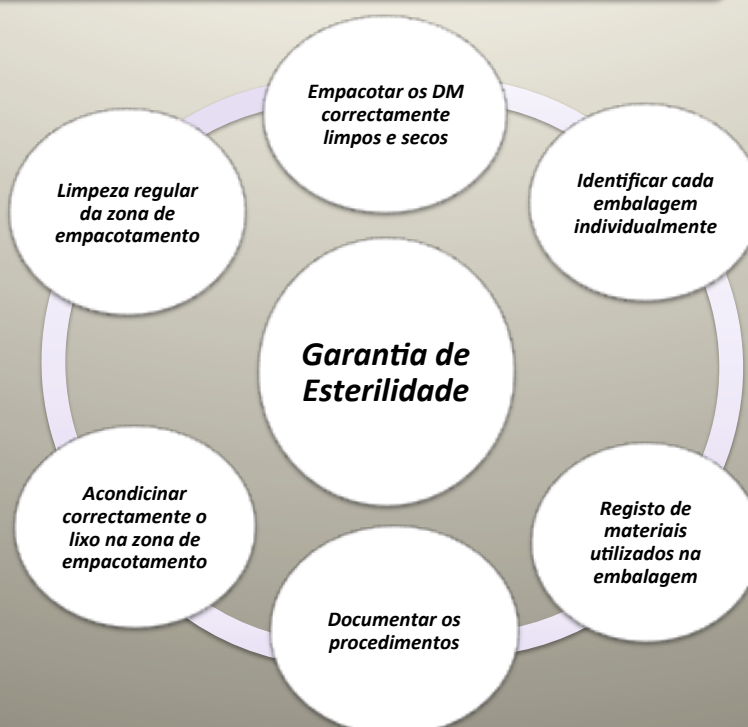 Empacotar os DM
correctamente
limpos e secos
Identificar cada
embalagem
individualmente
Registo de
materiais
utilizados na
embalagem
Documentar os
procedimentos
Acondicinar
correctamente o
lixo na zona de
empacotamento
Limpeza regular
da zona de
empacotamento
Garantia de
Esterilidade